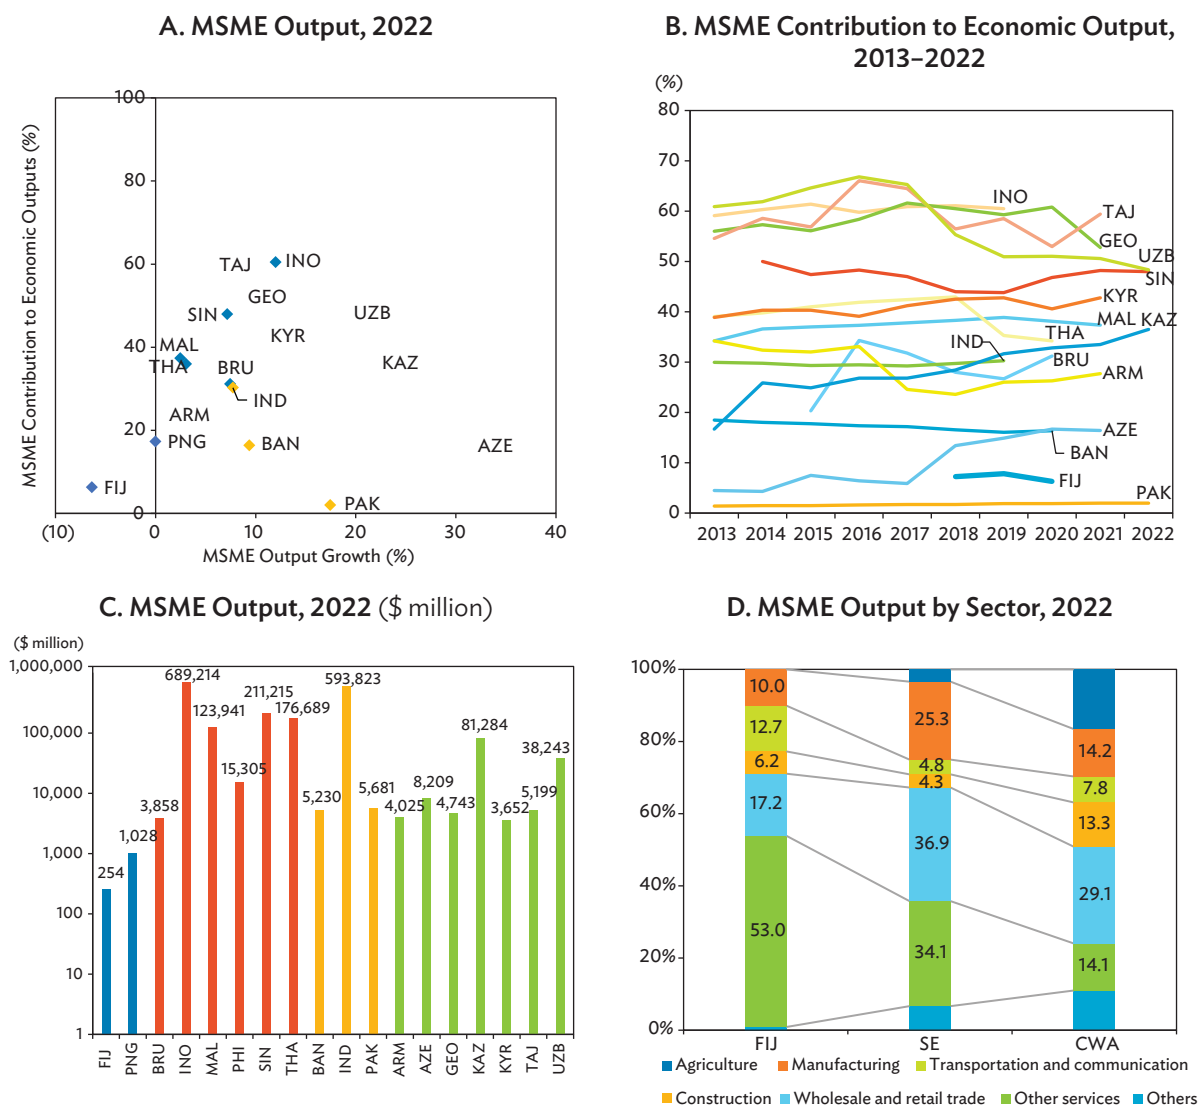 A. MSME Output, 2022
MSME Contribution to Economic Outputs (%)
100
80
60
40
20
0
(10)
0
10
20
30
40
MSME Output Growth (%)
TAJ
INO
GEO
SIN
UZB
KYR
MAL
THA
BRU
KAZ
IND
ARM
PNG
BAN
AZE
FIJ
PAK
B. MSME Contribution to Economic Output,
2013–2022
(%)
80
70
60
50
40
30
20
10
0
2013 2014 2015 2016 2017 2018 2019 2020 2021 2022
INO
TAJ
GEO
UZB
SIN
KYR
MAL KAZ
THA
IND
BRU
ARM
AZE
BAN
FIJ
PAK
C. MSME Output, 2022 ($ million)
($ million)
1,000,000
100,000
10,000
1,000
100
10
1
254
1,028
3,858
689,214
123,941
15,305
211,215
176,689
5,230
593,823
5,681
4,025
8,209
4,743
81,284
3,652
5,199
38,243
FIJ
PNG
BRU
INO
MAL
PHI
SIN
THA
BAN
IND
PAK
ARM
AZE
GEO
KAZ
KYR
TAJ
UZB
D. MSME Output by Sector, 2022
100%
80%
60%
40%
20%
0%
10.0
12.7
6.2
17.2
53.0
25.3
4.8
4.3
36.9
34.1
14.2
7.8
13.3
29.1
14.1
FIJ SE CWA
Agriculture Manufacturing Transportation and communication
Construction Wholesale and retail trade Other services Others